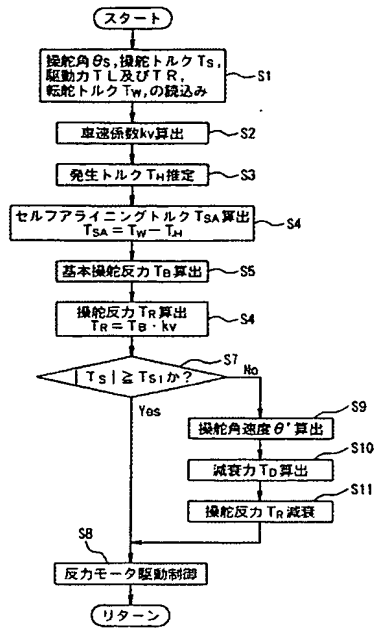 スタート
操舵角θs,操舵トルクTs,
駆動力TL及びTR,
転舵トルクTw,の読込み
S1
車速係数kv算出
S2
発生トルクTH推定
S3
セルフアライニングトルクTSA算出
TSA=TW-TH
S4
基本操舵反力TB算出
S5
操舵反力TR算出
TR=TB・kv
S4
|TS|≧TS1か?
S7
No
Yes
操舵角速度θ'算出
S9
減衰力TD算出
S10
操舵反力TR減衰
S11
S8
反力モータ駆動制御
リターン